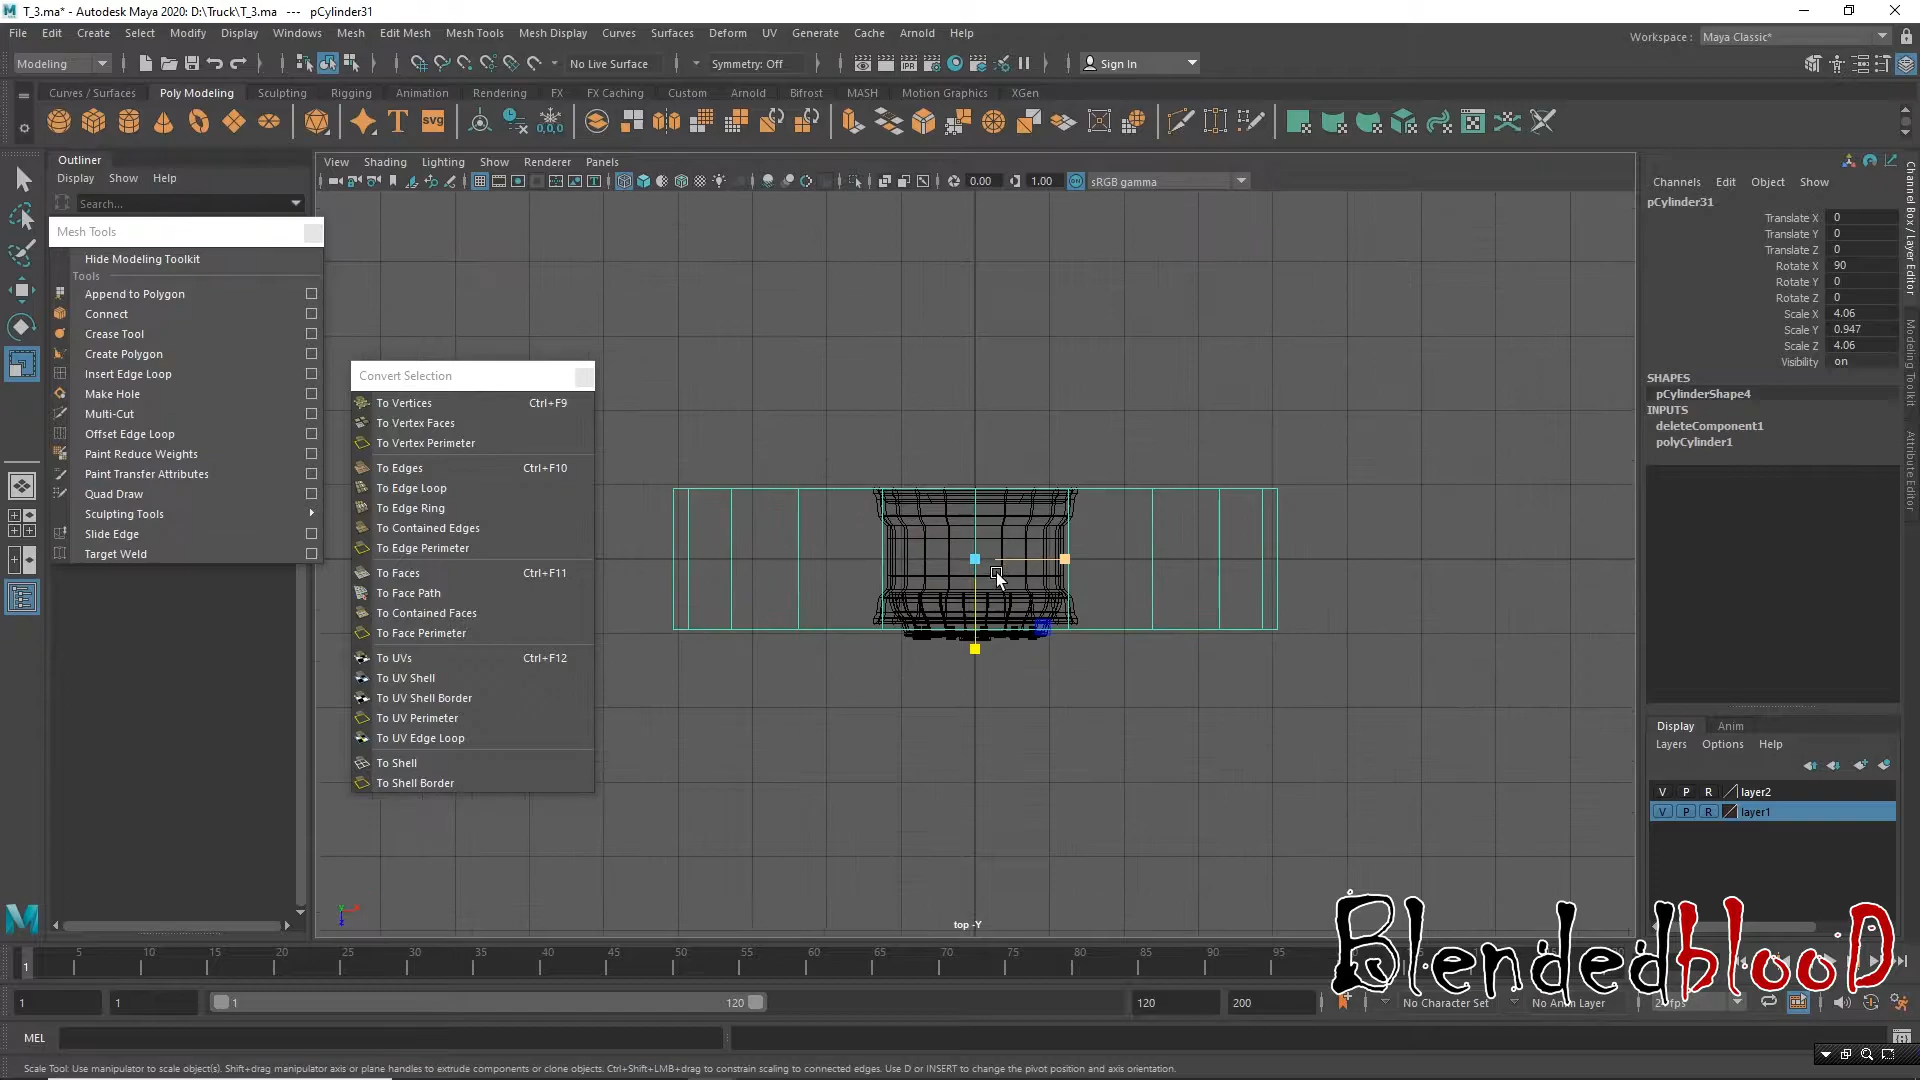 T_3.ma* - Autodesk Maya 2020: D:\Truck\T_3.ma --- pCylinder31
File Edit Create Select Modify Display Windows Mesh Edit Mesh Mesh Tools Mesh Display Curves Surfaces Deform UV Generate Cache Arnold Help
Workspace : Maya Classic*
Modeling No Live Surface Symmetry: Off Sign In
Curves / Surfaces Poly Modeling Sculpting Rigging Animation Rendering FX FX Caching Custom Arnold Bifrost MASH Motion Graphics XGen
T svg 0,0,0
Outliner
Display Show Help
Search...
View Shading Lighting Show Renderer Panels
0.00 1.00 sRGB gamma
Mesh Tools
Hide Modeling Toolkit
Tools
Append to Polygon
Connect
Crease Tool
Create Polygon
Insert Edge Loop
Make Hole
Multi-Cut
Offset Edge Loop
Paint Reduce Weights
Paint Transfer Attributes
Quad Draw
Sculpting Tools
Slide Edge
Target Weld
Convert Selection
To Vertices Ctrl+F9
To Vertex Faces
To Vertex Perimeter
To Edges Ctrl+F10
To Edge Loop
To Edge Ring
To Contained Edges
To Edge Perimeter
To Faces Ctrl+F11
To Face Path
To Contained Faces
To Face Perimeter
To UVs Ctrl+F12
To UV Shell
To UV Shell Border
To UV Perimeter
To UV Edge Loop
To Shell
To Shell Border
top -Y
Channels Edit Object Show
pCylinder31
Translate X 0
Translate Y 0
Translate Z 0
Rotate X 90
Rotate Y 0
Rotate Z 0
Scale X 4.06
Scale Y 0.947
Scale Z 4.06
Visibility on
SHAPES
pCylinderShape4
INPUTS
deleteComponent1
polyCylinder1
Channel Box / Layer Editor
Modeling Toolkit
Attribute Editor
Display Anim
Layers Options Help
V P R layer2
V P R layer1
BlendedblooD
5 10 15 20 25 30 35 40 45 50 55 60 65 70 75 80 85 90 95
1
1 1 1 120 120 200 No Character Set No Anim Layer
MEL
Scale Tool: Use manipulator to scale object(s). Shift+drag manipulator axis or plane handles to extrude components or clone objects. Ctrl+Shift+LMB+drag to constrain scaling to connected edges. Use D or INSERT to change the pivot position and axis orientation.